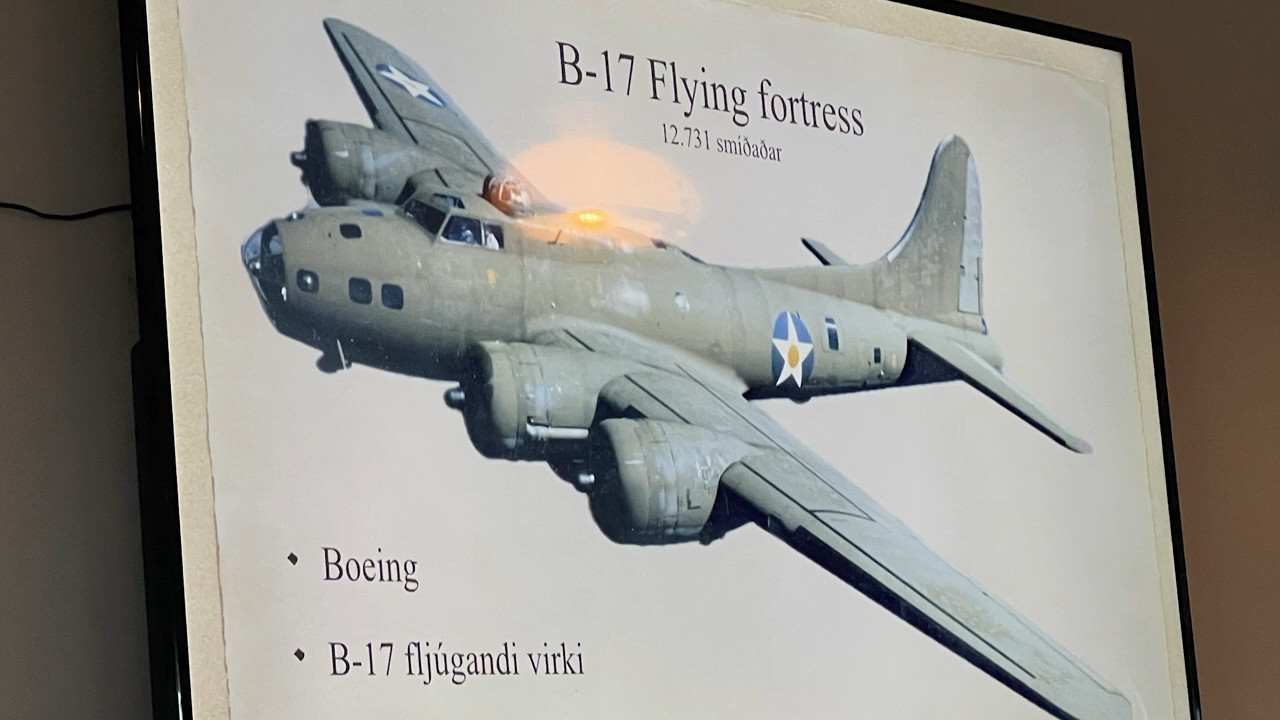 B-17 Flying fortress
12.731 smíðaðar
L
• Boeing
• B-17 fljúgandi virki